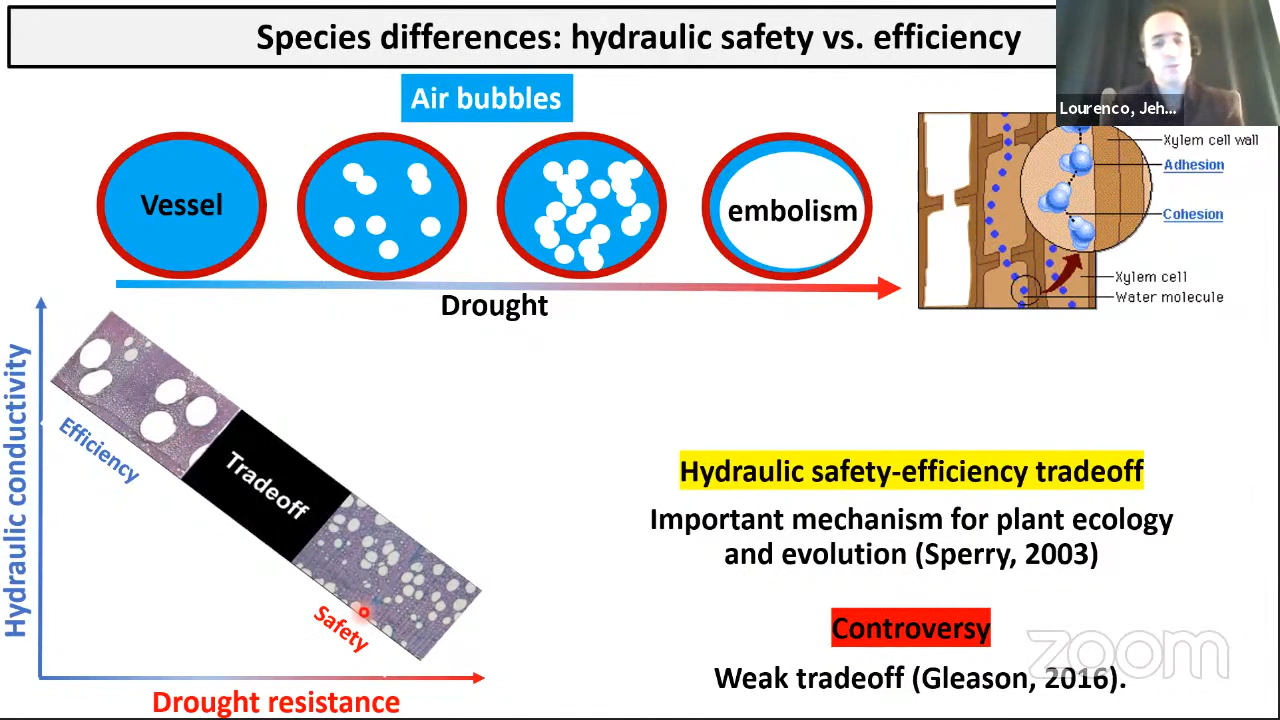 Species differences: hydraulic safety vs. efficiency
Lourenco, Jeh...
Air bubbles
Vessel
embolism
Drought
Xylem cell wall
Adhesion
Cohesion
Xylem cell
Water molecule
Hydraulic conductivity
Efficiency
Tradeoff
Safety
Drought resistance
Hydraulic safety-efficiency tradeoff
Important mechanism for plant ecology
and evolution (Sperry, 2003)
Controversy
Weak tradeoff (Gleason, 2016).
zoom